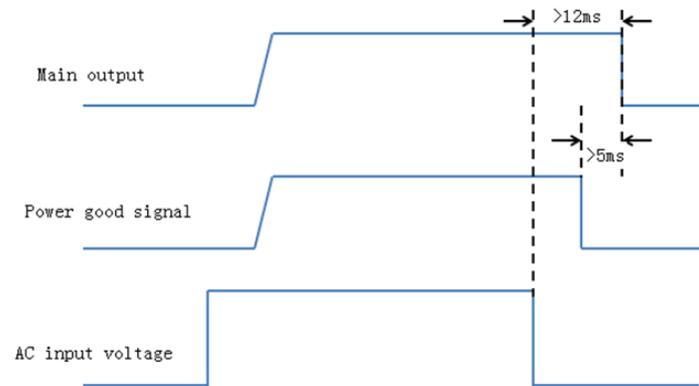 >12ms
Main output
>5ms
Power good signal
AC input voltage